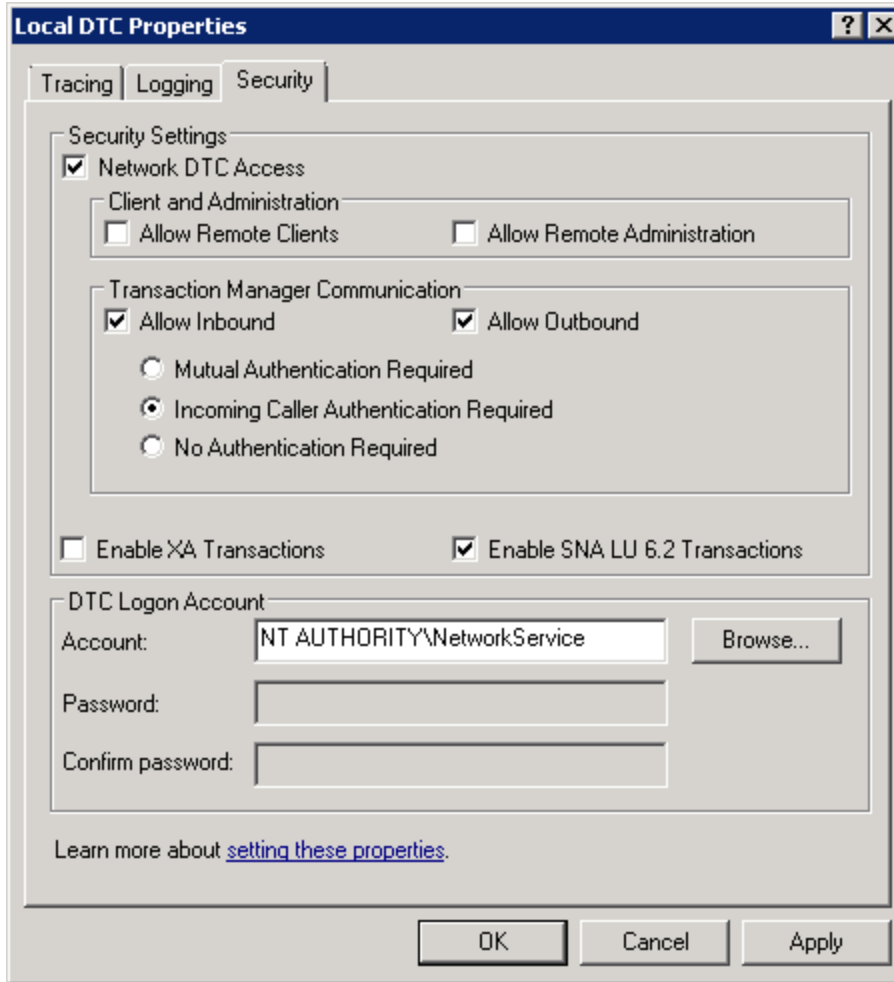 Local DTC Properties
Tracing Logging Security
Security Settings
Network DTC Access
Client and Administration
Allow Remote Clients Allow Remote Administration
Transaction Manager Communication
Allow Inbound Allow Outbound
Mutual Authentication Required
Incoming Caller Authentication Required
No Authentication Required
Enable XA Transactions Enable SNA LU 6.2 Transactions
DTC Logon Account
Account: NT AUTHORITY\NetworkService Browse...
Password:
Confirm password:
Learn more about setting these properties.
OK Cancel Apply